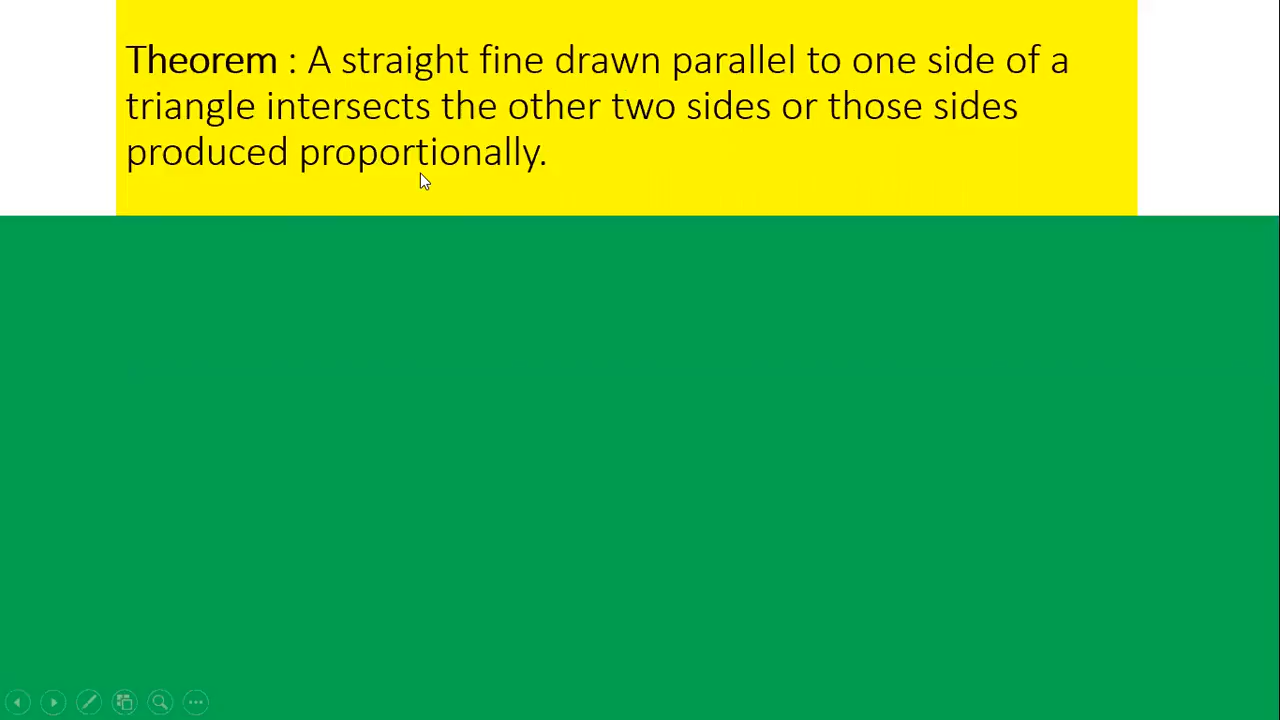 Theorem : A straight fine drawn parallel to one side of a
triangle intersects the other two sides or those sides
produced proportionally.